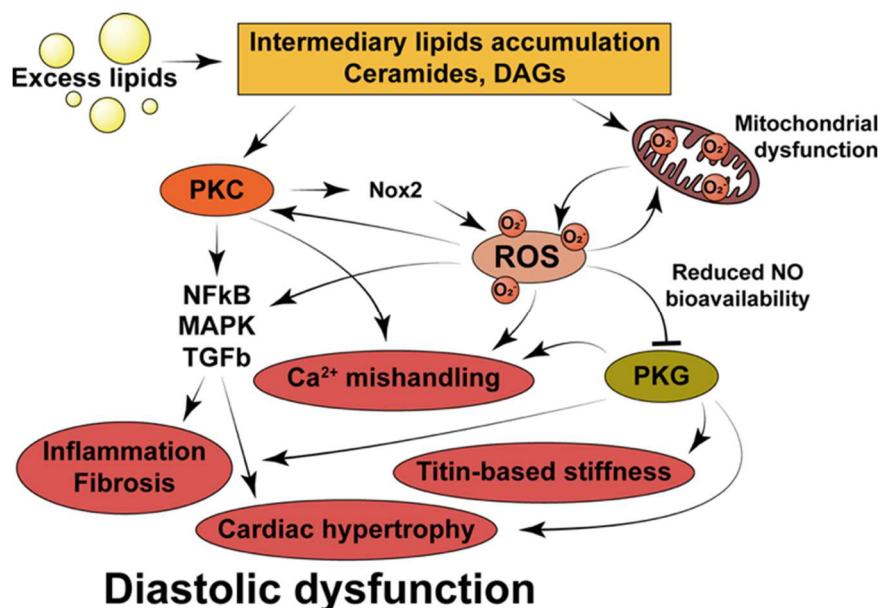 Excess lipids
Intermediary lipids accumulation
Ceramides, DAGs
O₂⁻
O₂⁻
O₂⁻
Mitochondrial
dysfunction
PKC
Nox2
O₂⁻
O₂⁻
ROS
O₂⁻
Reduced NO
bioavailability
NFkB
MAPK
TGFb
Ca²⁺ mishandling
PKG
Inflammation
Fibrosis
Titin-based stiffness
Cardiac hypertrophy
Diastolic dysfunction